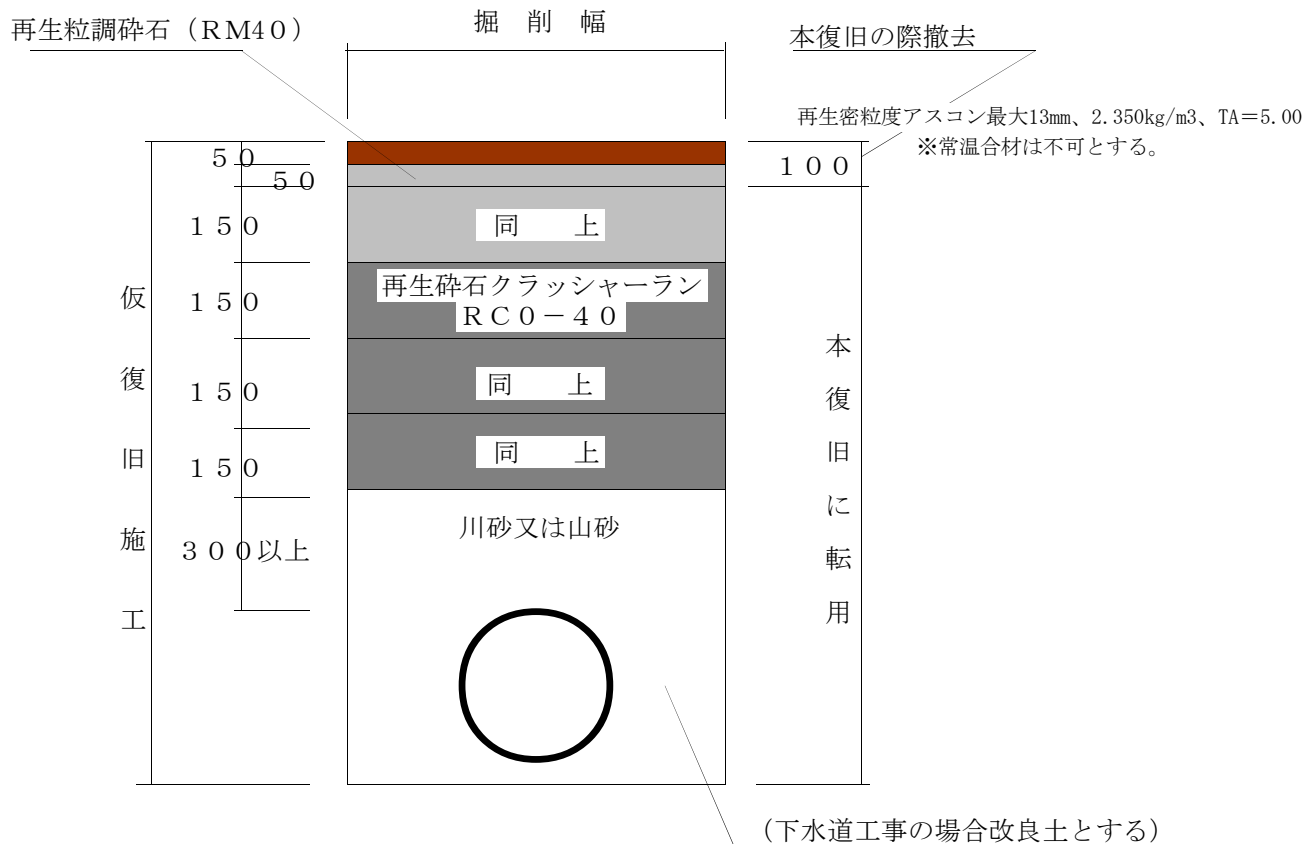 再生粒調砕石（ＲＭ4０）
掘　削　幅
本復旧の際撤去
再生密粒度アスコン最大13mm、2.350kg/m3、TA＝5.00
※常温合材は不可とする。
５０
５０
１００
１５０
同　　上
１５０
再生砕石クラッシャーラン
ＲＣ０－４０
１５０
同　　上
１５０
同　　上
３００以上
川砂又は山砂
仮復旧施工
本復旧に転用
（下水道工事の場合改良土とする）